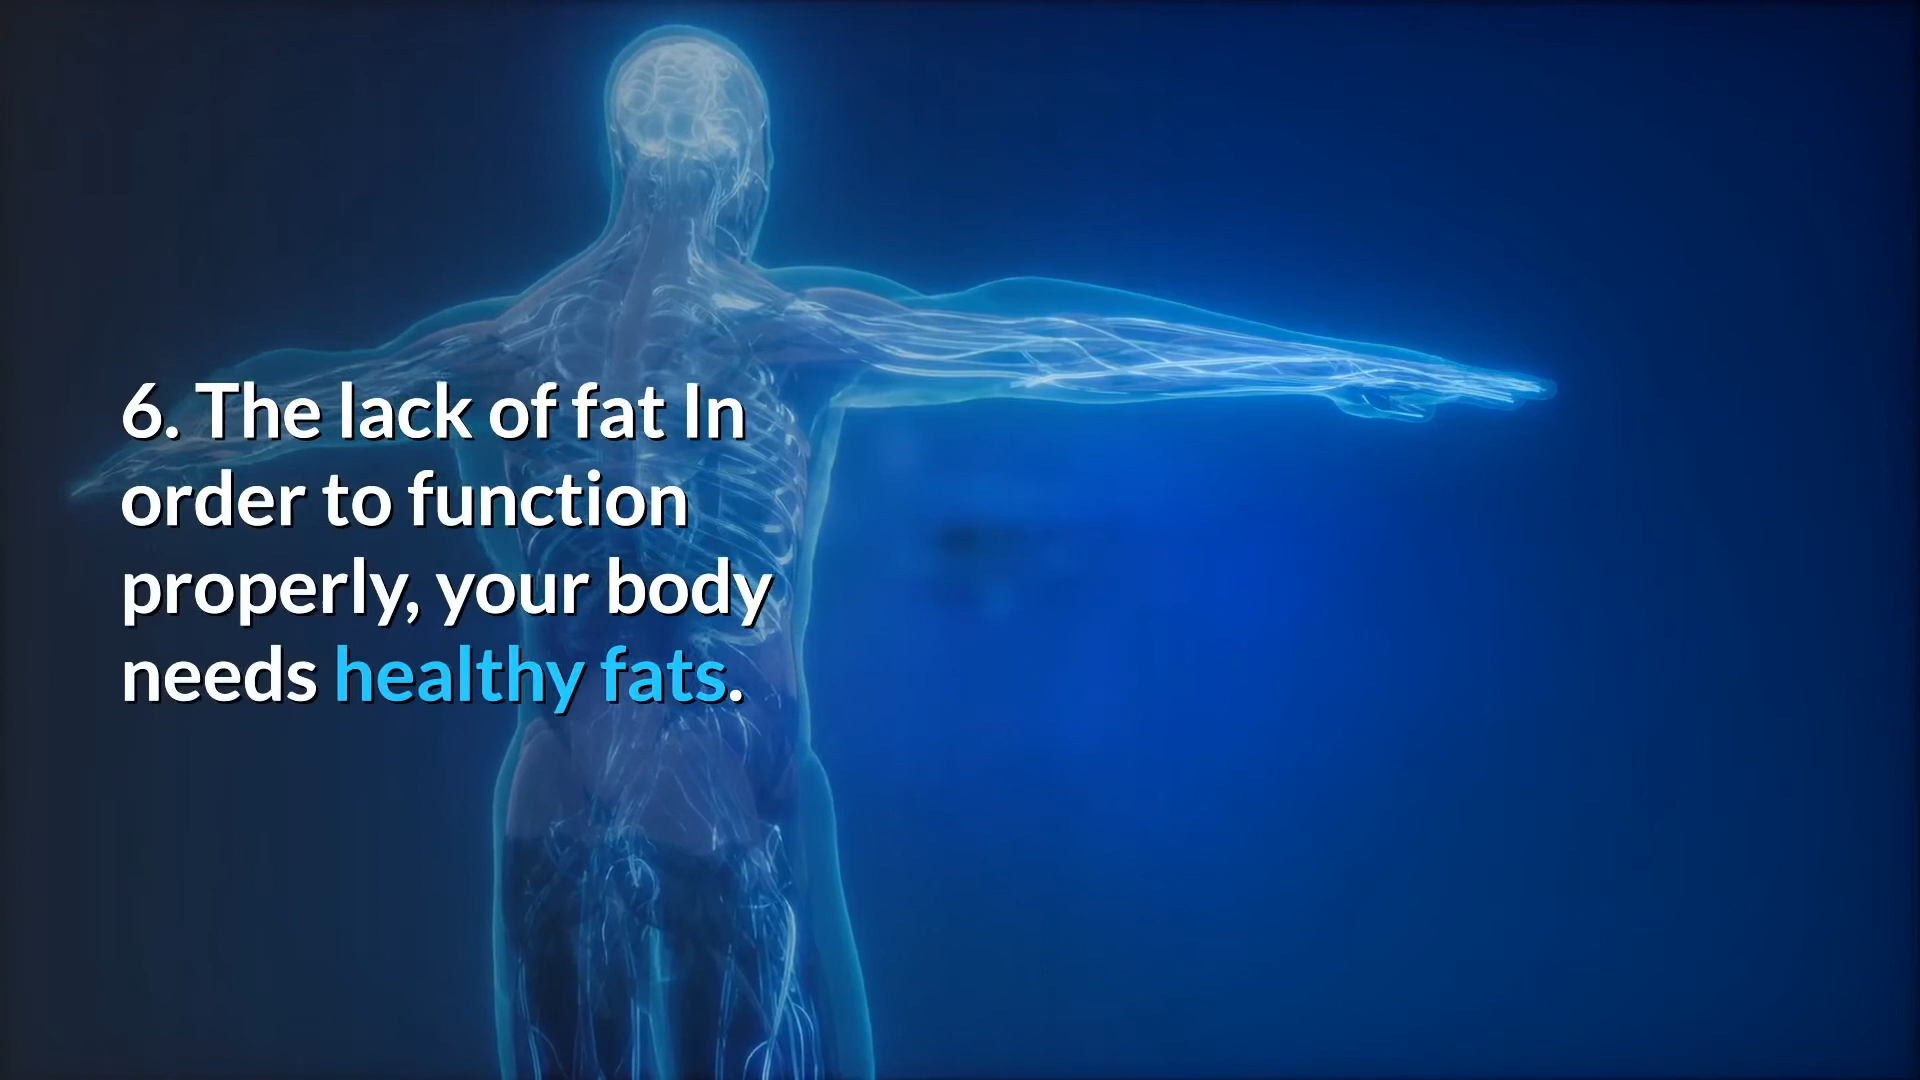 6. The lack of fat In
order to function
properly, your body
needs healthy fats.